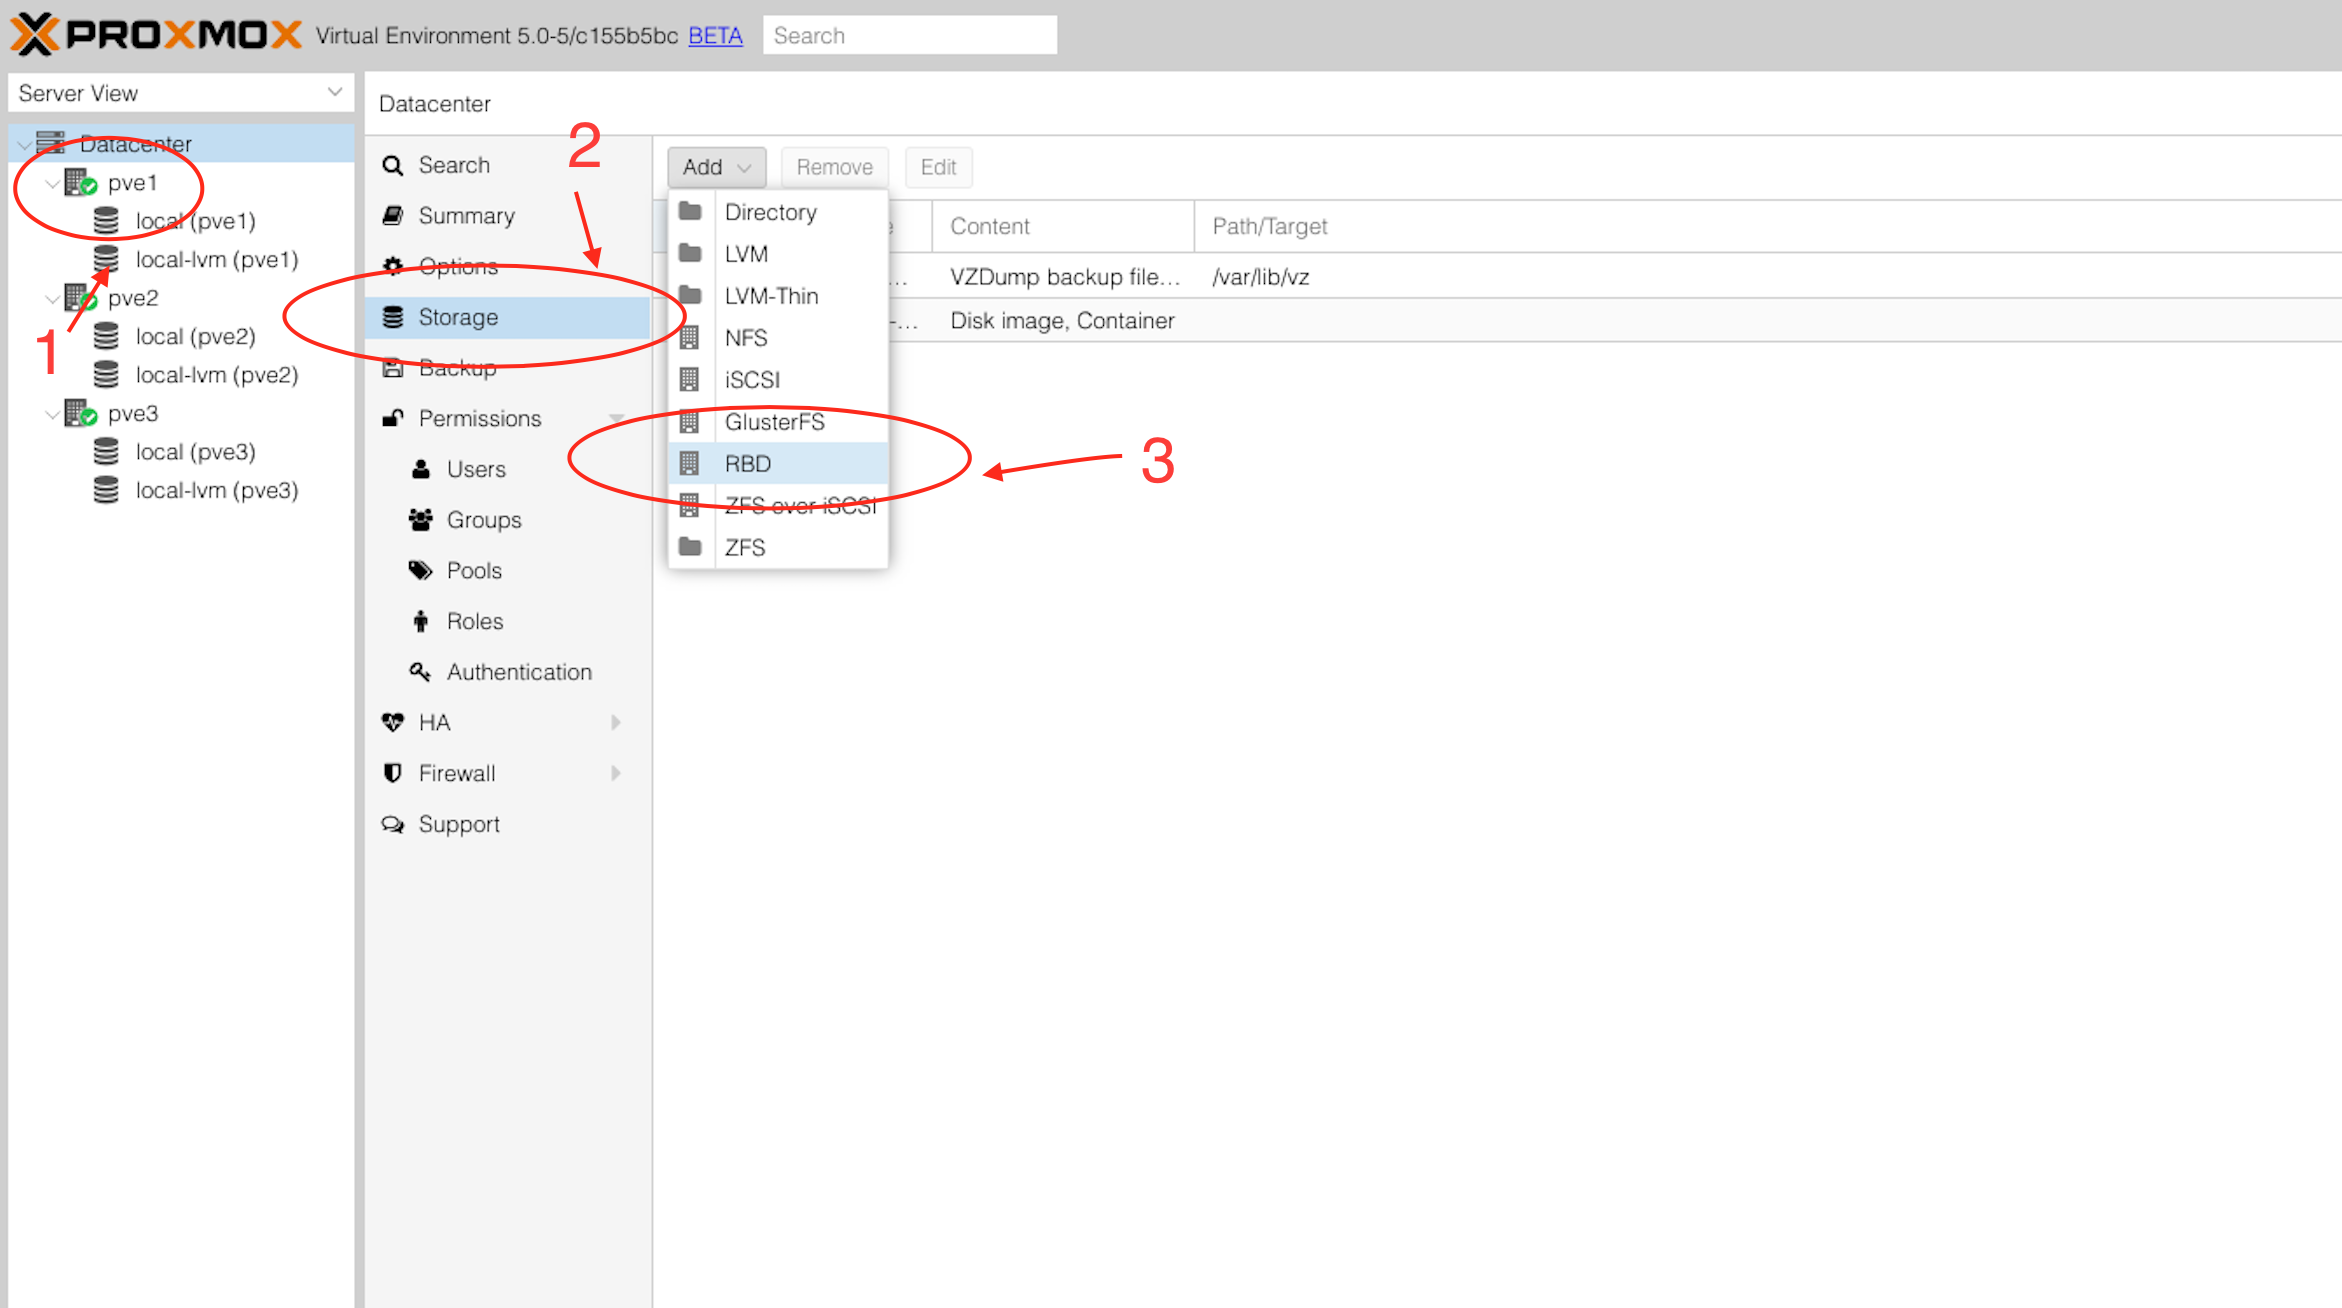 PROXMOX Virtual Environment 5.0-5/c155b5bc BETA Search
Server View
Datacenter
pve1
local (pve1)
local-lvm (pve1)
pve2
local (pve2)
local-lvm (pve2)
pve3
local (pve3)
local-lvm (pve3)
1
Datacenter
2
Search
Summary
Options
Storage
Backup
Permissions
Users
Groups
Pools
Roles
Authentication
HA
Firewall
Support
Add Remove Edit
Directory
LVM
LVM-Thin
NFS
iSCSI
GlusterFS
RBD
ZFS over iSCSI
ZFS
3
Content Path/Target
... VZDump backup file... /var/lib/vz
-... Disk image, Container